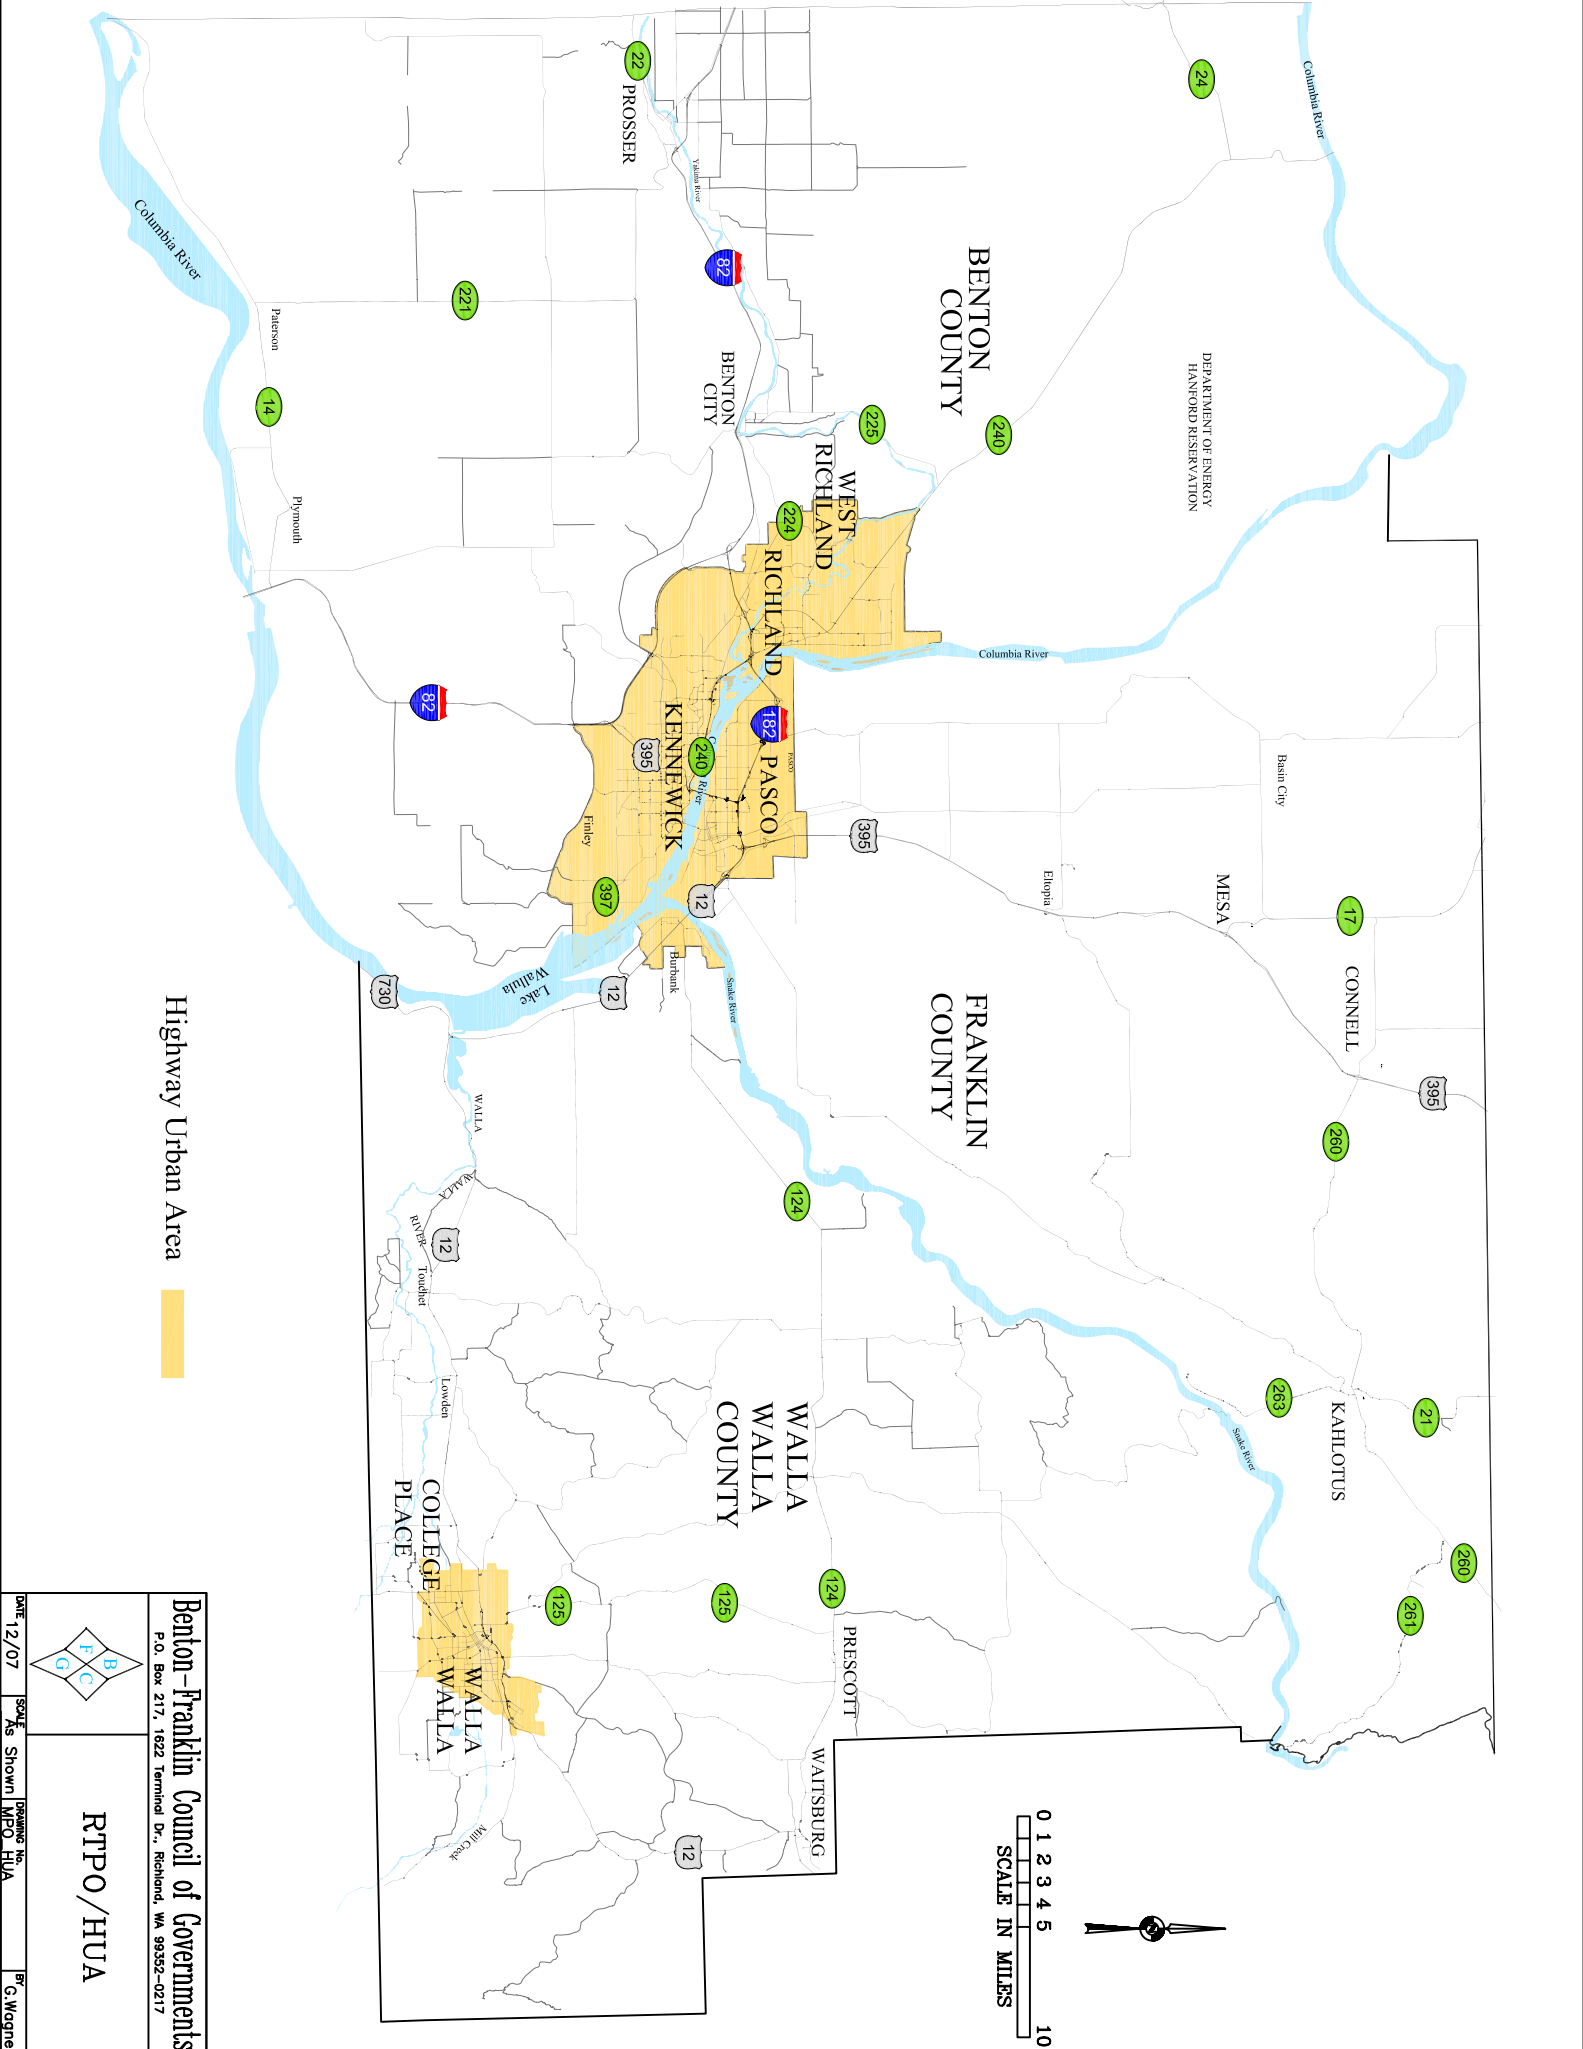 Columbia River
24
Columbia River
22
PROSSER
Yakima River
82
BENTON
COUNTY
DEPARTMENT OF ENERGY
HANFORD RESERVATION
221
Paterson
14
Plymouth
BENTON
CITY
225
240
WEST
RICHLAND
224
RICHLAND
Columbia River
82
KENNEWICK
395
240
River
182
PASCO
PASCO
Finley
397
12
395
Eltopia
Basin City
MESA
17
CONNELL
395
260
Burbank
12
730
Lake
Wallula
Snake River
FRANKLIN
COUNTY
124
WALLA
WALLA
RIVER
12
Touchet
Lowden
WALLA
WALLA
COUNTY
263
KAHLOTUS
21
Snake River
260
261
COLLEGE
PLACE
125
125
124
PRESCOTT
WALLA
WALLA
WAITSBURG
12
Mill Creek
0 1 2 3 4 5 10
SCALE IN MILES
N
Highway Urban Area
Benton-Franklin Council of Governments
P.O. Box 217, 1622 Terminal Dr., Richland, WA 99352-0217
B
F C
G
RTPO/HUA
DATE 12/07
SCALE As Shown
DRAWING No. MPO_HUA
BY G.Wagne